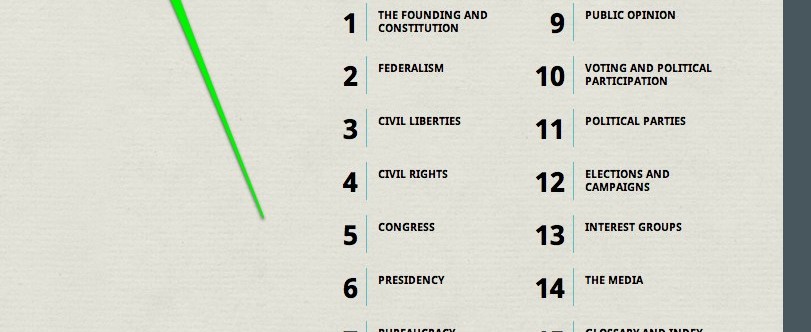 1 THE FOUNDING AND
CONSTITUTION
2 FEDERALISM
3 CIVIL LIBERTIES
4 CIVIL RIGHTS
5 CONGRESS
6 PRESIDENCY
BUREAUCRACY
9 PUBLIC OPINION
10 VOTING AND POLITICAL
PARTICIPATION
11 POLITICAL PARTIES
12 ELECTIONS AND
CAMPAIGNS
13 INTEREST GROUPS
14 THE MEDIA
GLOSSARY AND INDEX